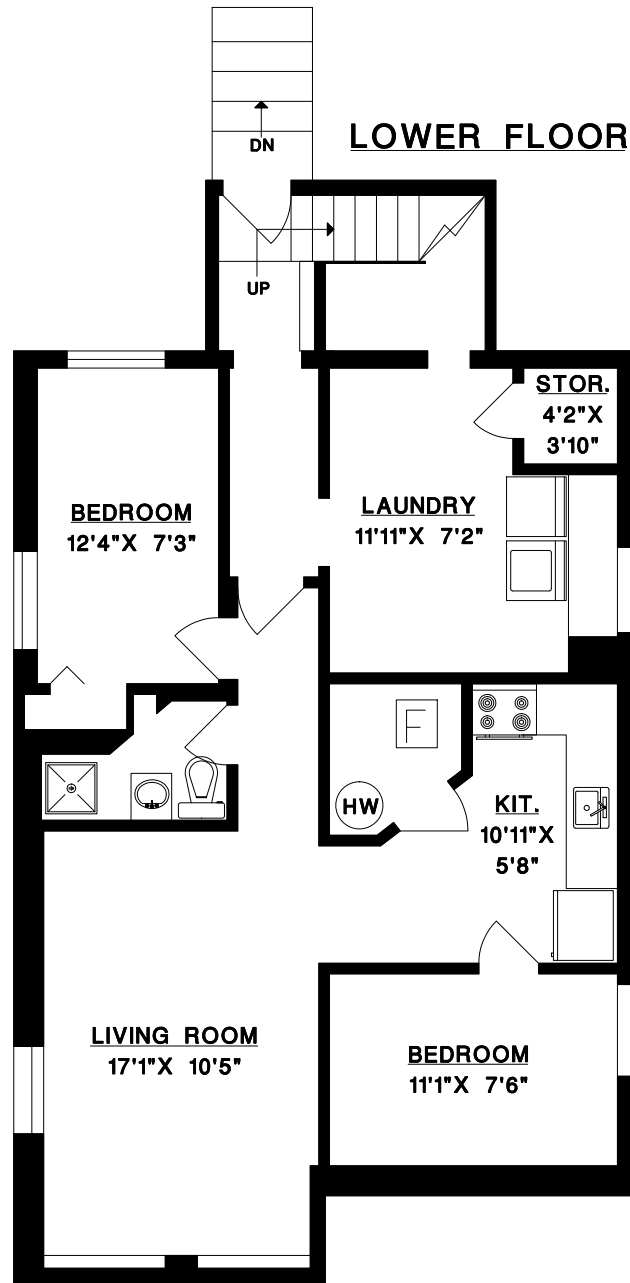 DN
LOWER FLOOR
UP
STOR.
4'2"X
3'10"
BEDROOM
12'4"X 7'3"
LAUNDRY
11'11"X 7'2"
F
HW
KIT.
10'11"X
5'8"
LIVING ROOM
17'1"X 10'5"
BEDROOM
11'1"X 7'6"